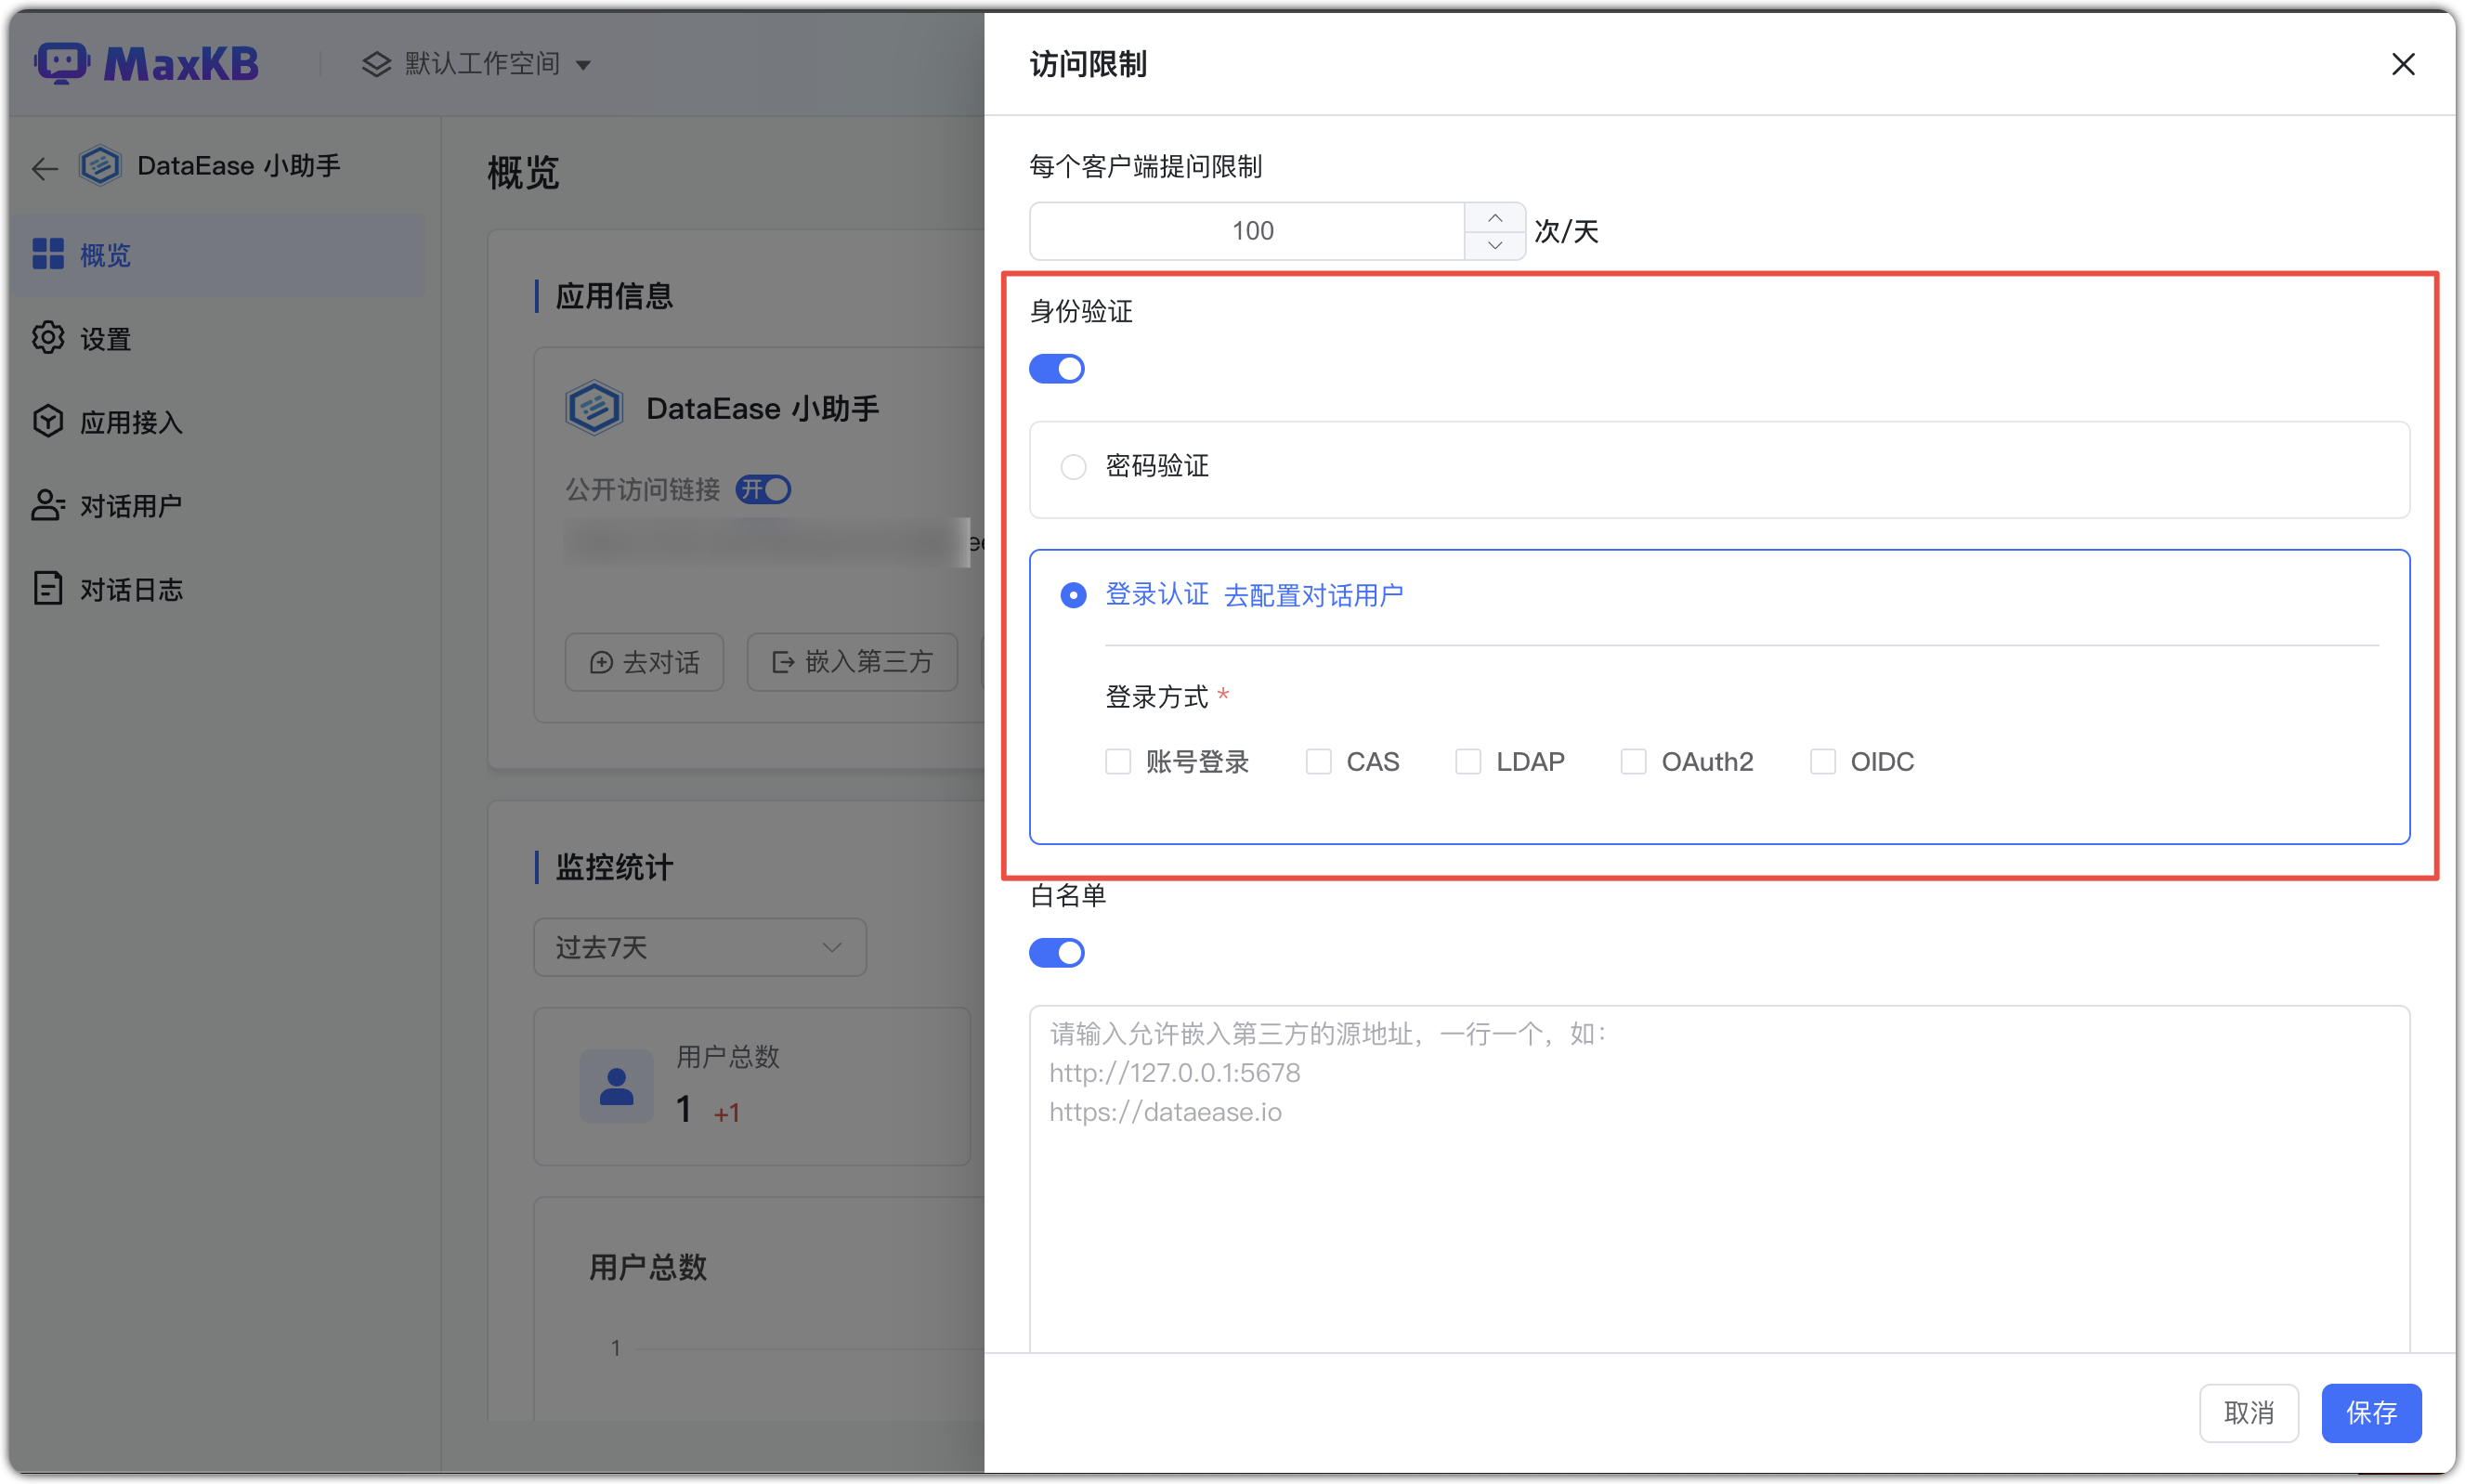 MaxKB
默认工作空间
DataEase 小助手
概览
设置
应用接入
对话用户
对话日志
概览
应用信息
DataEase 小助手
公开访问链接 开
去对话
嵌入第三方
监控统计
过去7天
用户总数
1 +1
用户总数
1
访问限制
每个客户端提问限制
100 次/天
身份验证
密码验证
登录认证 去配置对话用户
登录方式 *
账号登录 CAS LDAP OAuth2 OIDC
白名单
请输入允许嵌入第三方的源地址，一行一个，如：
http://127.0.0.1:5678
https://dataease.io
取消 保存